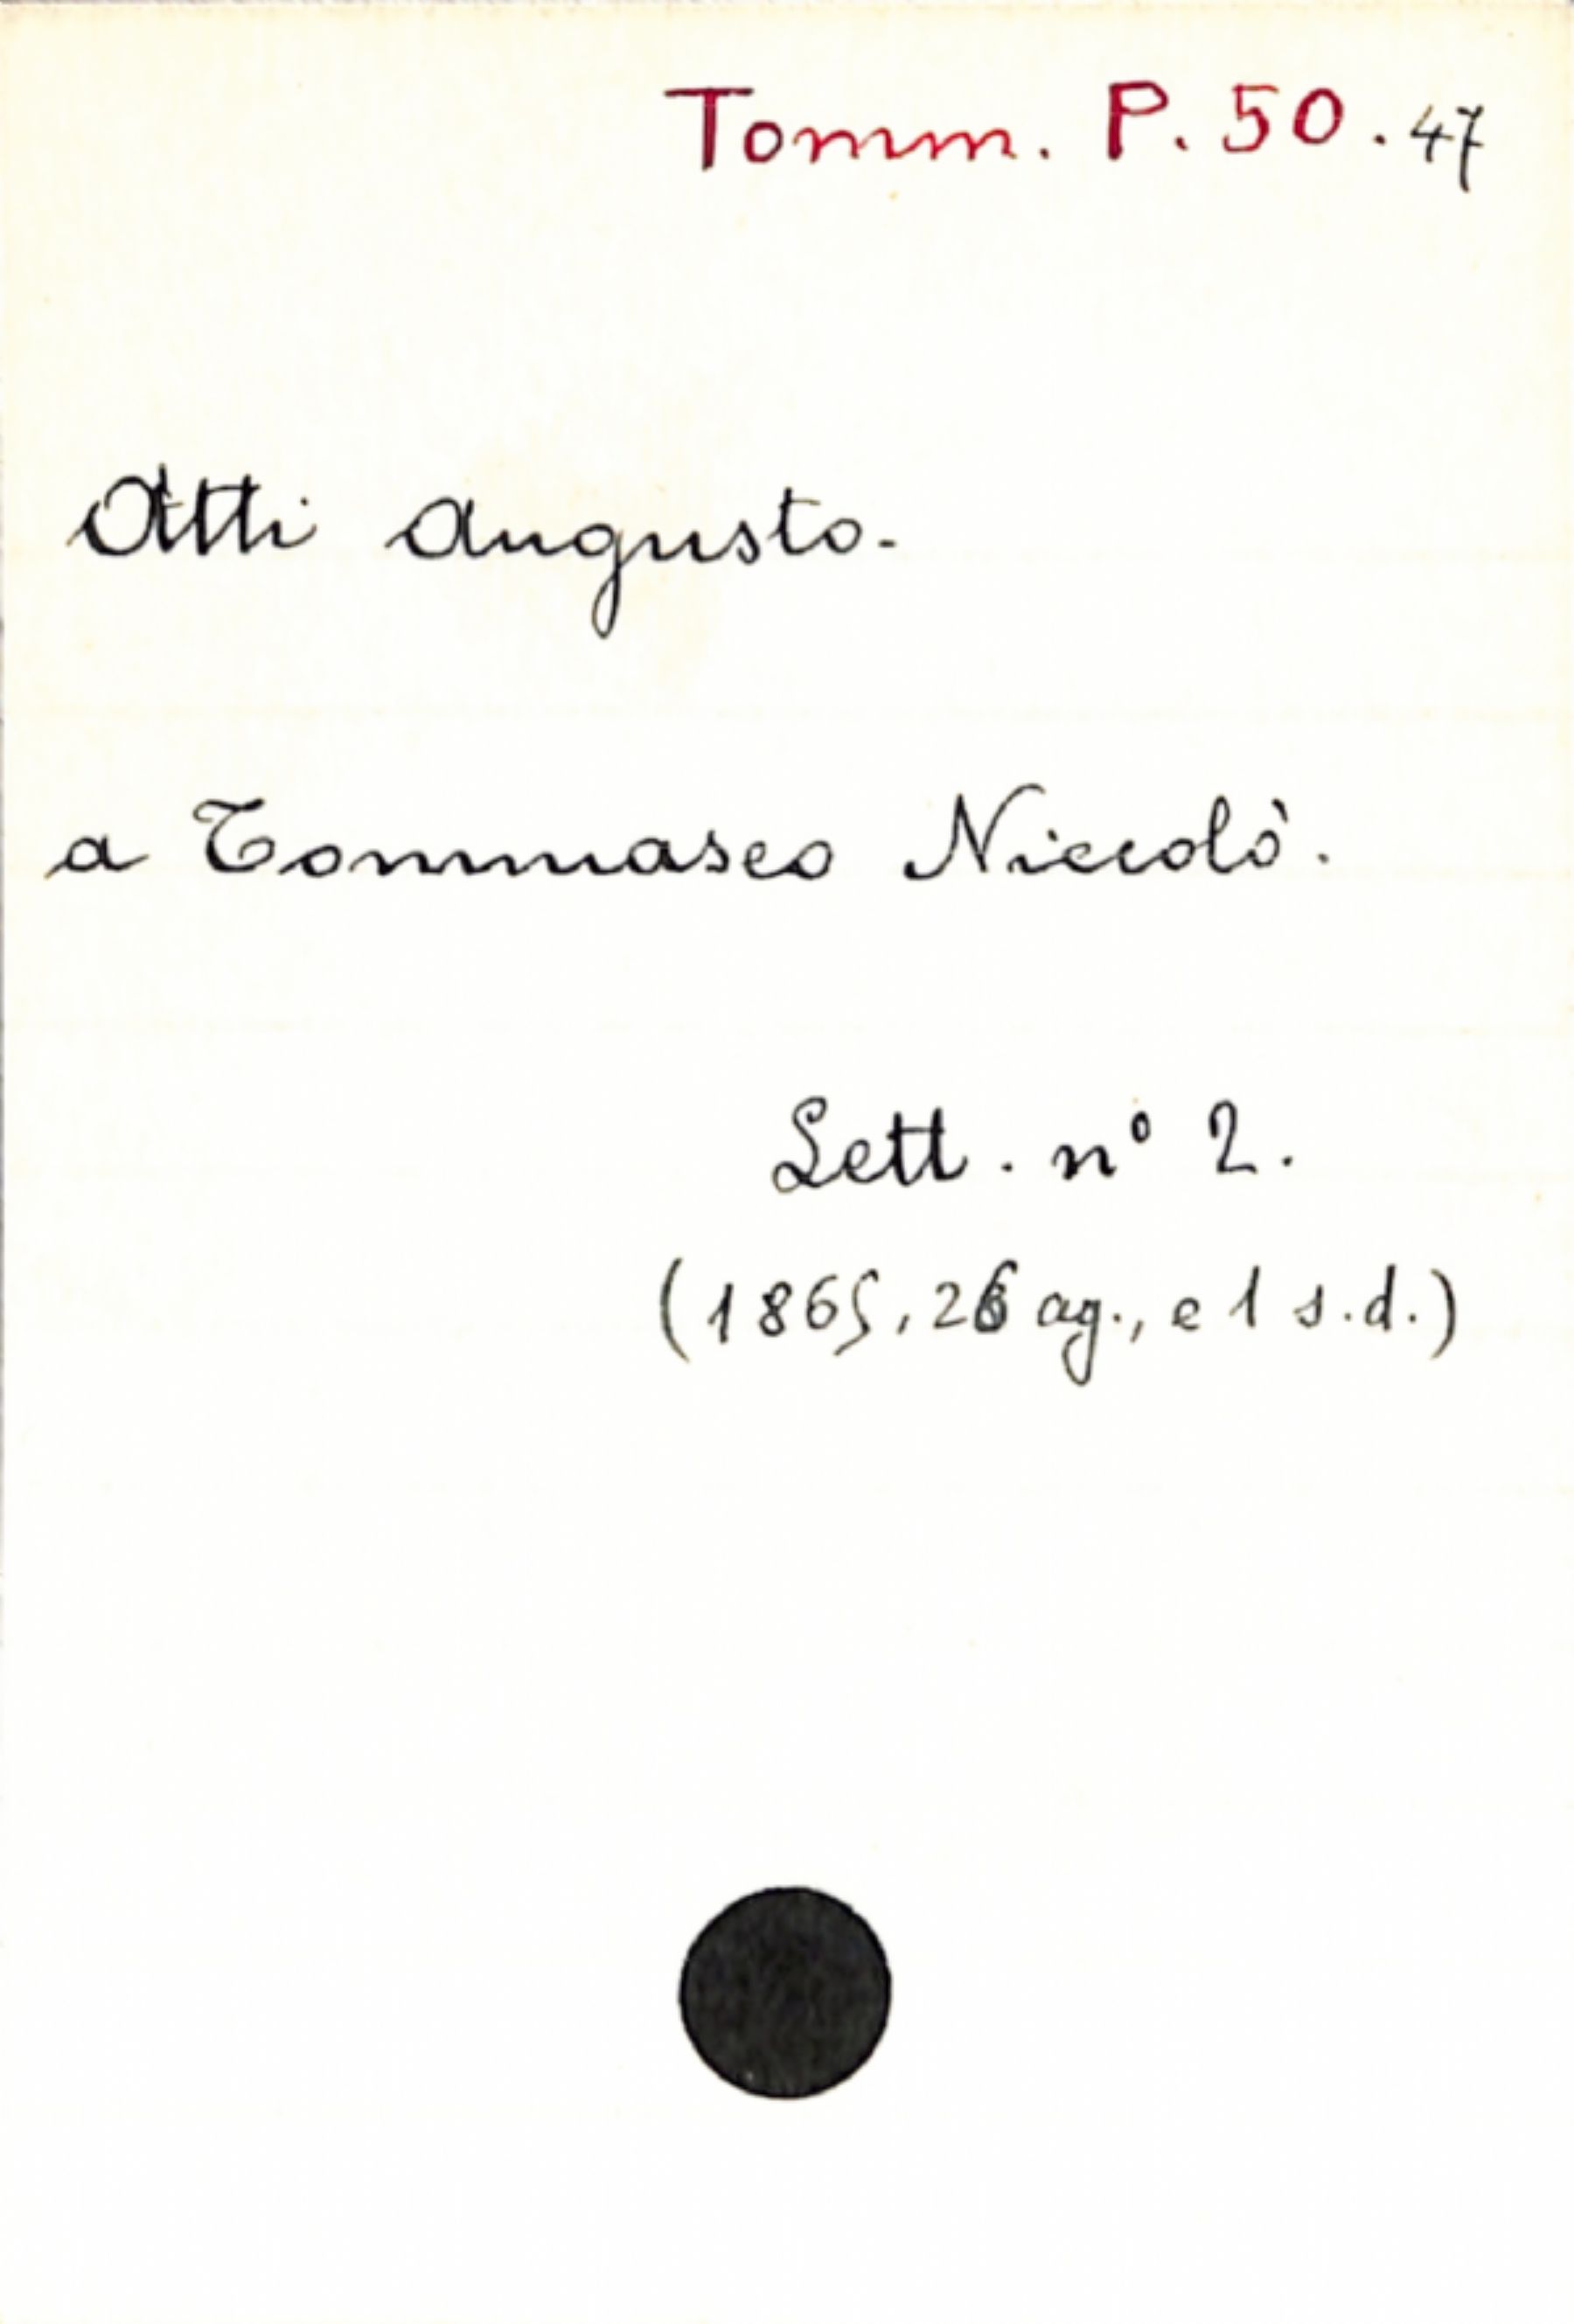 Tomm. P. 50. 47
Atti Augusto.
a Tommaseo Niccolò.
Lett. n° 2.
(1865, 26 ag., e 1 s.d.)